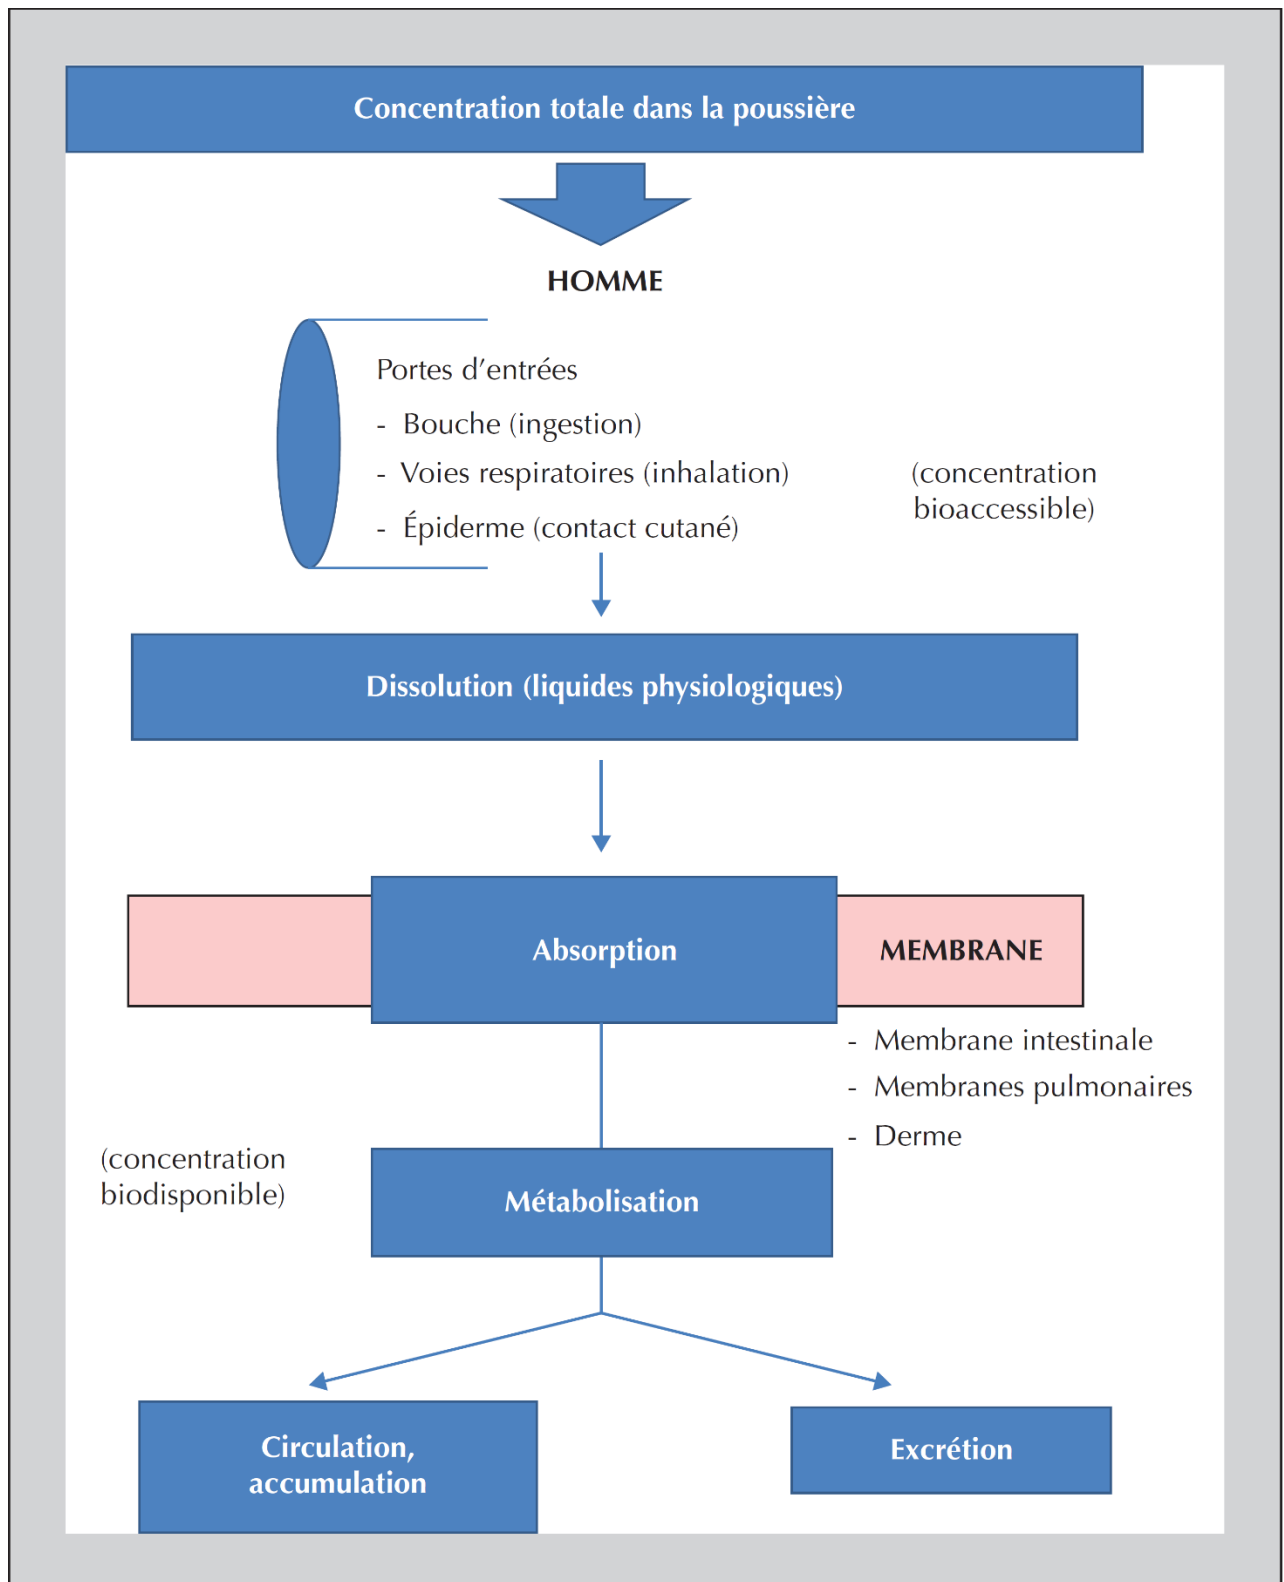 Concentration totale dans la poussière
HOMME
Portes d’entrées
- Bouche (ingestion)
- Voies respiratoires (inhalation)
- Épiderme (contact cutané)
(concentration
bioaccessible)
Dissolution (liquides physiologiques)
Absorption
MEMBRANE
- Membrane intestinale
- Membranes pulmonaires
- Derme
(concentration
biodisponible)
Métabolisation
Circulation,
accumulation
Excrétion